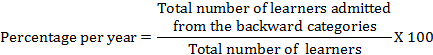 Total number of learners admitted
from the backward categories
Percentage per year = X 100
Total number of learners